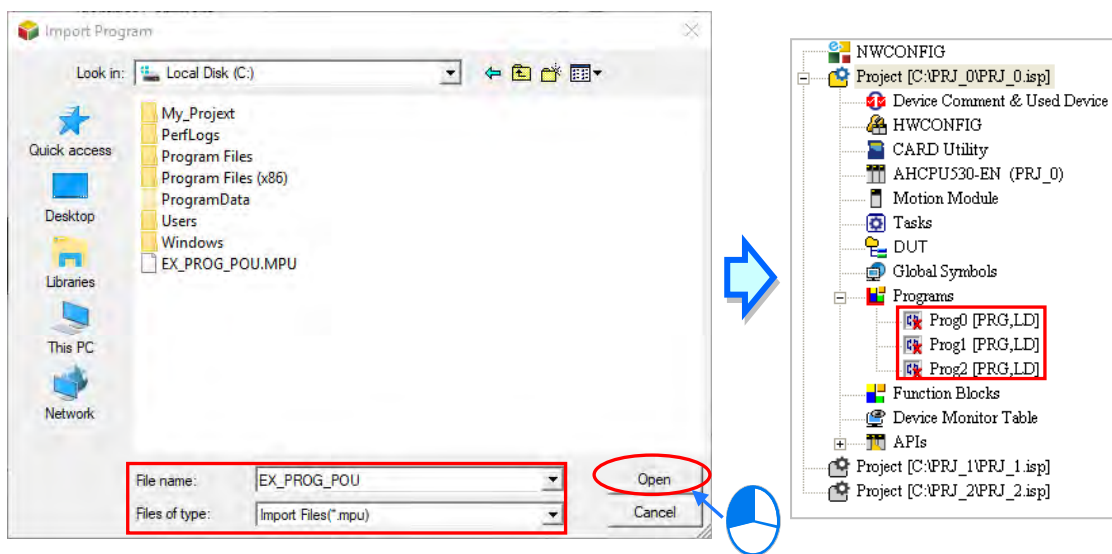 Import Program
Look in: Local Disk (C:)
Quick access
Desktop
Libraries
This PC
Network
My_Projext
PerfLogs
Program Files
Program Files (x86)
ProgramData
Users
Windows
EX_PROG_POU.MPU
File name: EX_PROG_POU Open
Files of type: Import Files(*.mpu) Cancel
NWCONFIG
Project [C:\PRJ_0\PRJ_0.isp]
Device Comment & Used Device
HWCONFIG
CARD Utility
AHCPU530-EN (PRJ_0)
Motion Module
Tasks
DUT
Global Symbols
Programs
Prog0 [PRG,LD]
Prog1 [PRG,LD]
Prog2 [PRG,LD]
Function Blocks
Device Monitor Table
APIs
Project [C:\PRJ_1\PRJ_1.isp]
Project [C:\PRJ_2\PRJ_2.isp]